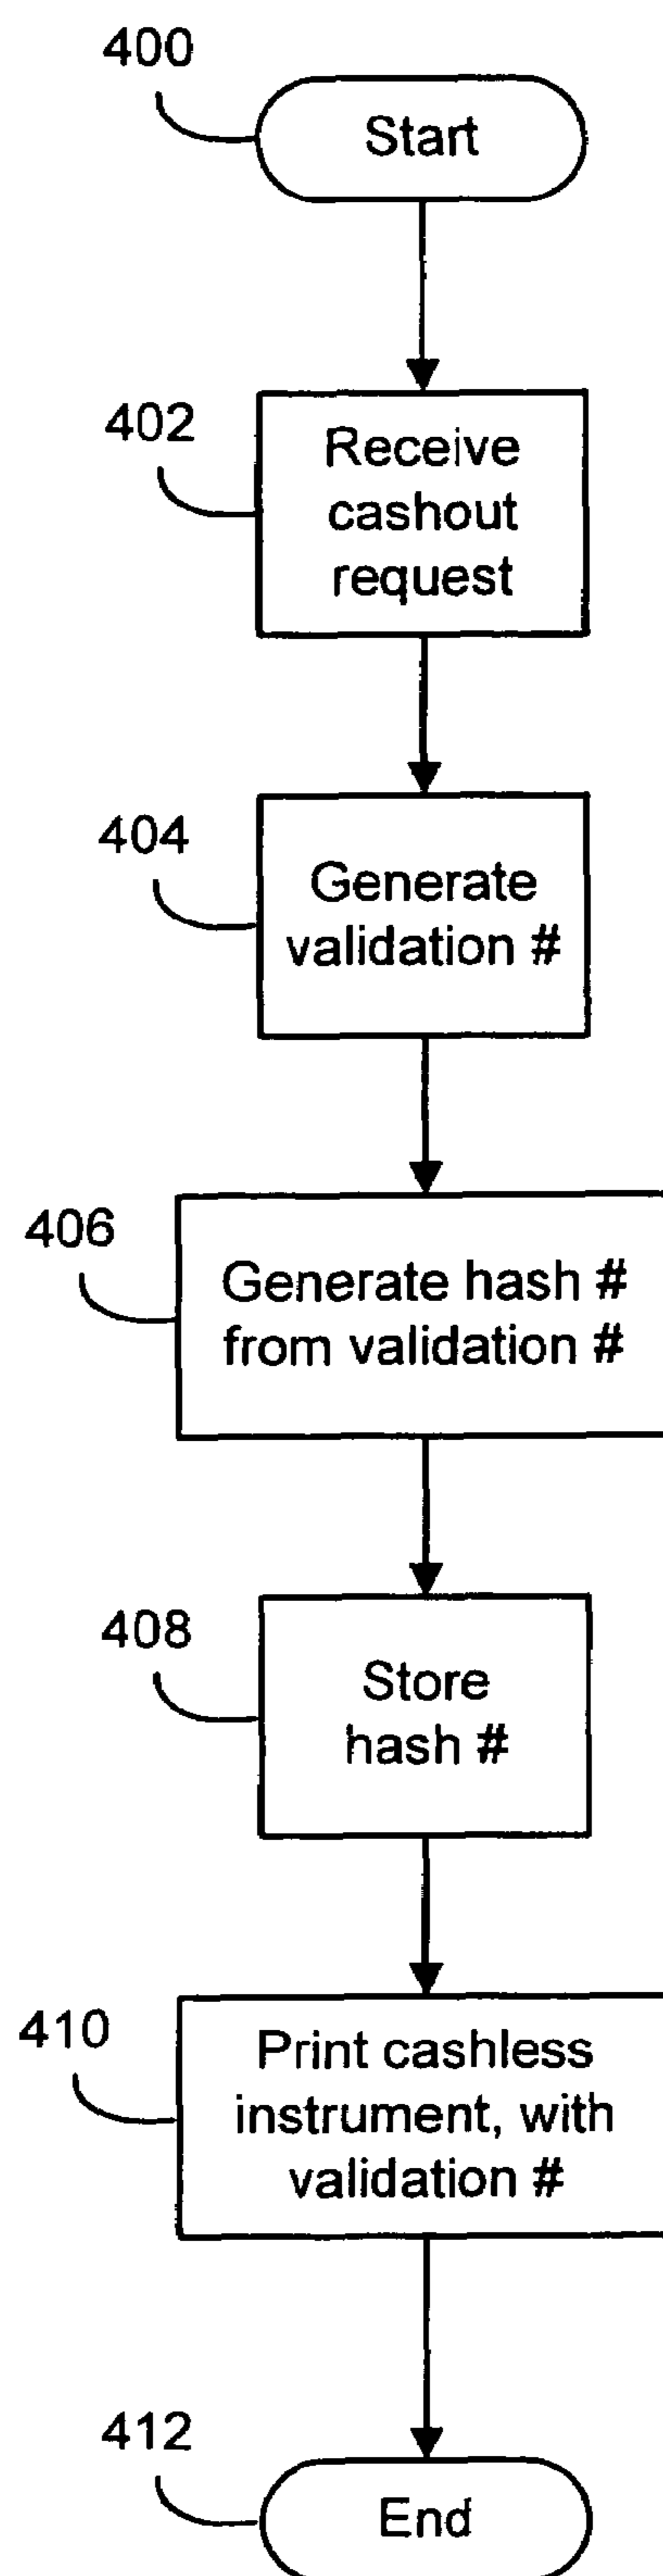 400
Start
402
Receive
cashout
request
404
Generate
validation #
406
Generate hash #
from validation #
408
Store
hash #
410
Print cashless
instrument, with
validation #
412
End